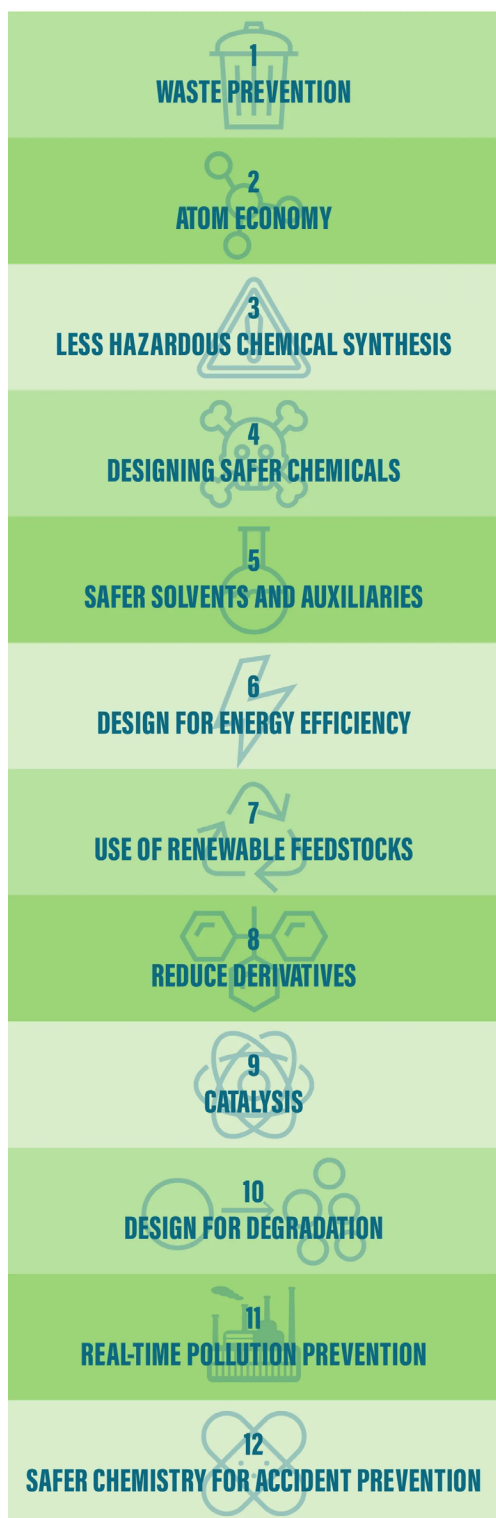 1
WASTE PREVENTION
2
ATOM ECONOMY
3
LESS HAZARDOUS CHEMICAL SYNTHESIS
4
DESIGNING SAFER CHEMICALS
5
SAFER SOLVENTS AND AUXILIARIES
6
DESIGN FOR ENERGY EFFICIENCY
7
USE OF RENEWABLE FEEDSTOCKS
8
REDUCE DERIVATIVES
9
CATALYSIS
10
DESIGN FOR DEGRADATION
11
REAL-TIME POLLUTION PREVENTION
12
SAFER CHEMISTRY FOR ACCIDENT PREVENTION